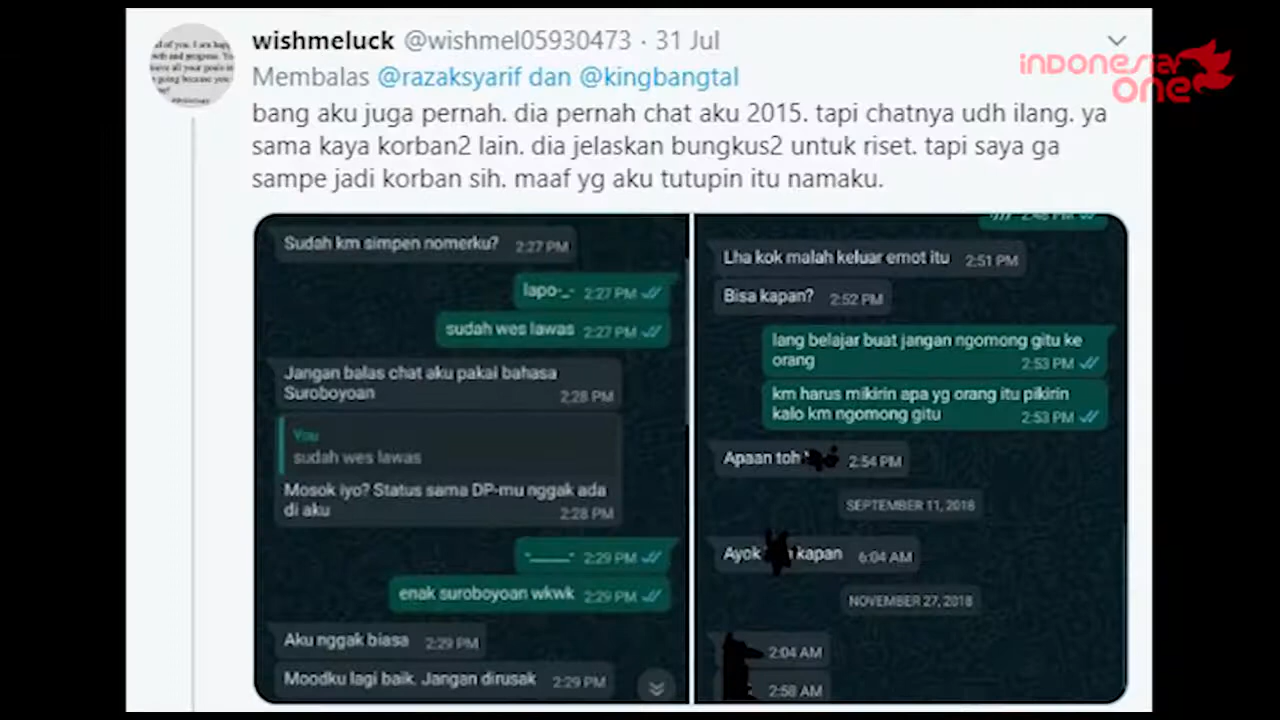 wishmeluck @wishmel05930473 · 31 Jul
Membalas @razaksyarif dan @kingbangtal
bang aku juga pernah. dia pernah chat aku 2015. tapi chatnya udh ilang. ya
sama kaya korban2 lain. dia jelaskan bungkus2 untuk riset. tapi saya ga
sampe jadi korban sih. maaf yg aku tutupin itu namaku.
indonesia
one
Sudah km simpen nomerku? 2:27 PM
lapo-_- 2:27 PM
sudah wes lawas 2:27 PM
Jangan balas chat aku pakai bahasa
Suroboyoan 2:28 PM
You
sudah wes lawas
Mosok iyo? Status sama DP-mu nggak ada
di aku 2:28 PM
2:29 PM
enak suroboyoan wkwk 2:29 PM
Aku nggak biasa 2:29 PM
Moodku lagi baik. Jangan dirusak 2:29 PM
2:48 PM
Lha kok malah keluar emot itu 2:51 PM
Bisa kapan? 2:52 PM
lang belajar buat jangan ngomong gitu ke
orang 2:53 PM
km harus mikirin apa yg orang itu pikirin
kalo km ngomong gitu 2:53 PM
Apaan toh 2:54 PM
SEPTEMBER 11, 2018
Ayok kapan 6:04 AM
NOVEMBER 27, 2018
2:04 AM
2:58 AM